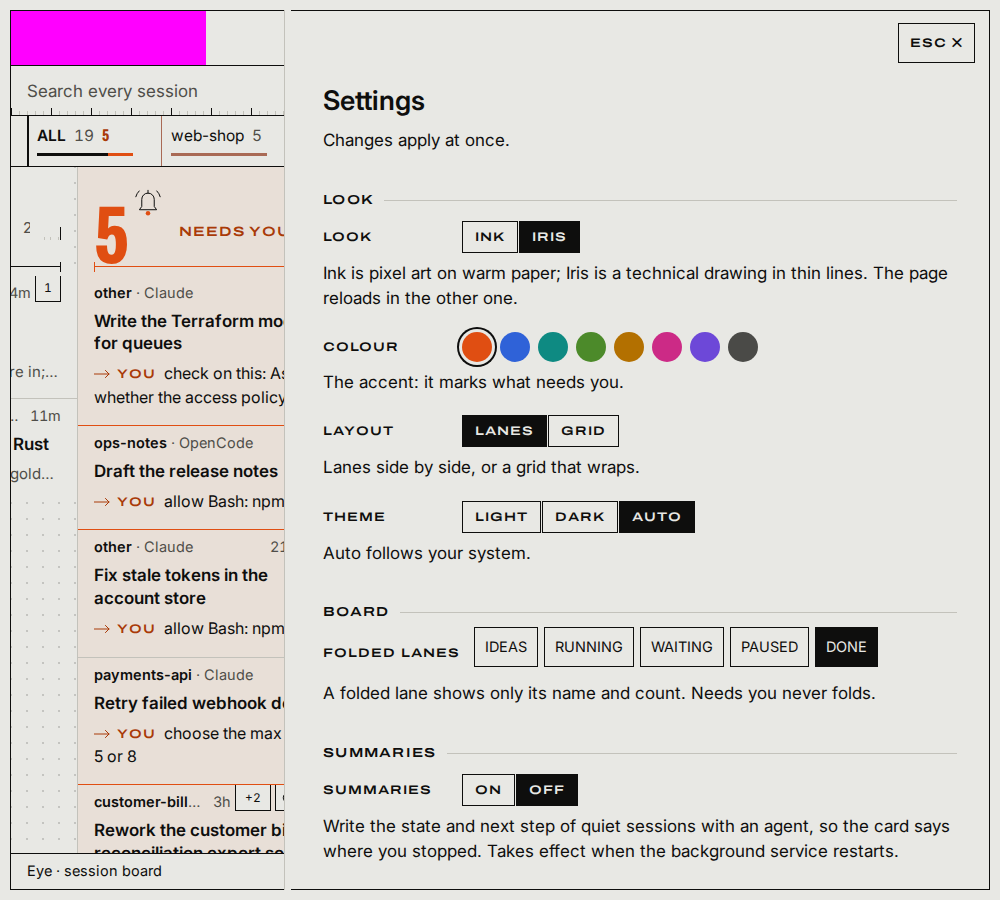 Search every session
ALL 19 5
web-shop 5
5
NEEDS YOU
4m 1
re in;...
.. 11m
Rust
gold...
other · Claude
Write the Terraform
for queues
→ YOU check on this:
whether the access policy
ops-notes · OpenCode
Draft the release notes
→ YOU allow Bash: npm
other · Claude
Fix stale tokens in the
account store
→ YOU allow Bash: npm
payments-api · Claude
Retry failed webhook
→ YOU choose the max
5 or 8
customer-bill... 3h +2
Rework the customer
Eye · session board
ESC ✕
Settings
Changes apply at once.
LOOK
LOOK INK IRIS
Ink is pixel art on warm paper; Iris is a technical drawing in thin lines. The page
reloads in the other one.
COLOUR
The accent: it marks what needs you.
LAYOUT LANES GRID
Lanes side by side, or a grid that wraps.
THEME LIGHT DARK AUTO
Auto follows your system.
BOARD
FOLDED LANES IDEAS RUNNING WAITING PAUSED DONE
A folded lane shows only its name and count. Needs you never folds.
SUMMARIES
SUMMARIES ON OFF
Write the state and next step of quiet sessions with an agent, so the card says
where you stopped. Takes effect when the background service restarts.